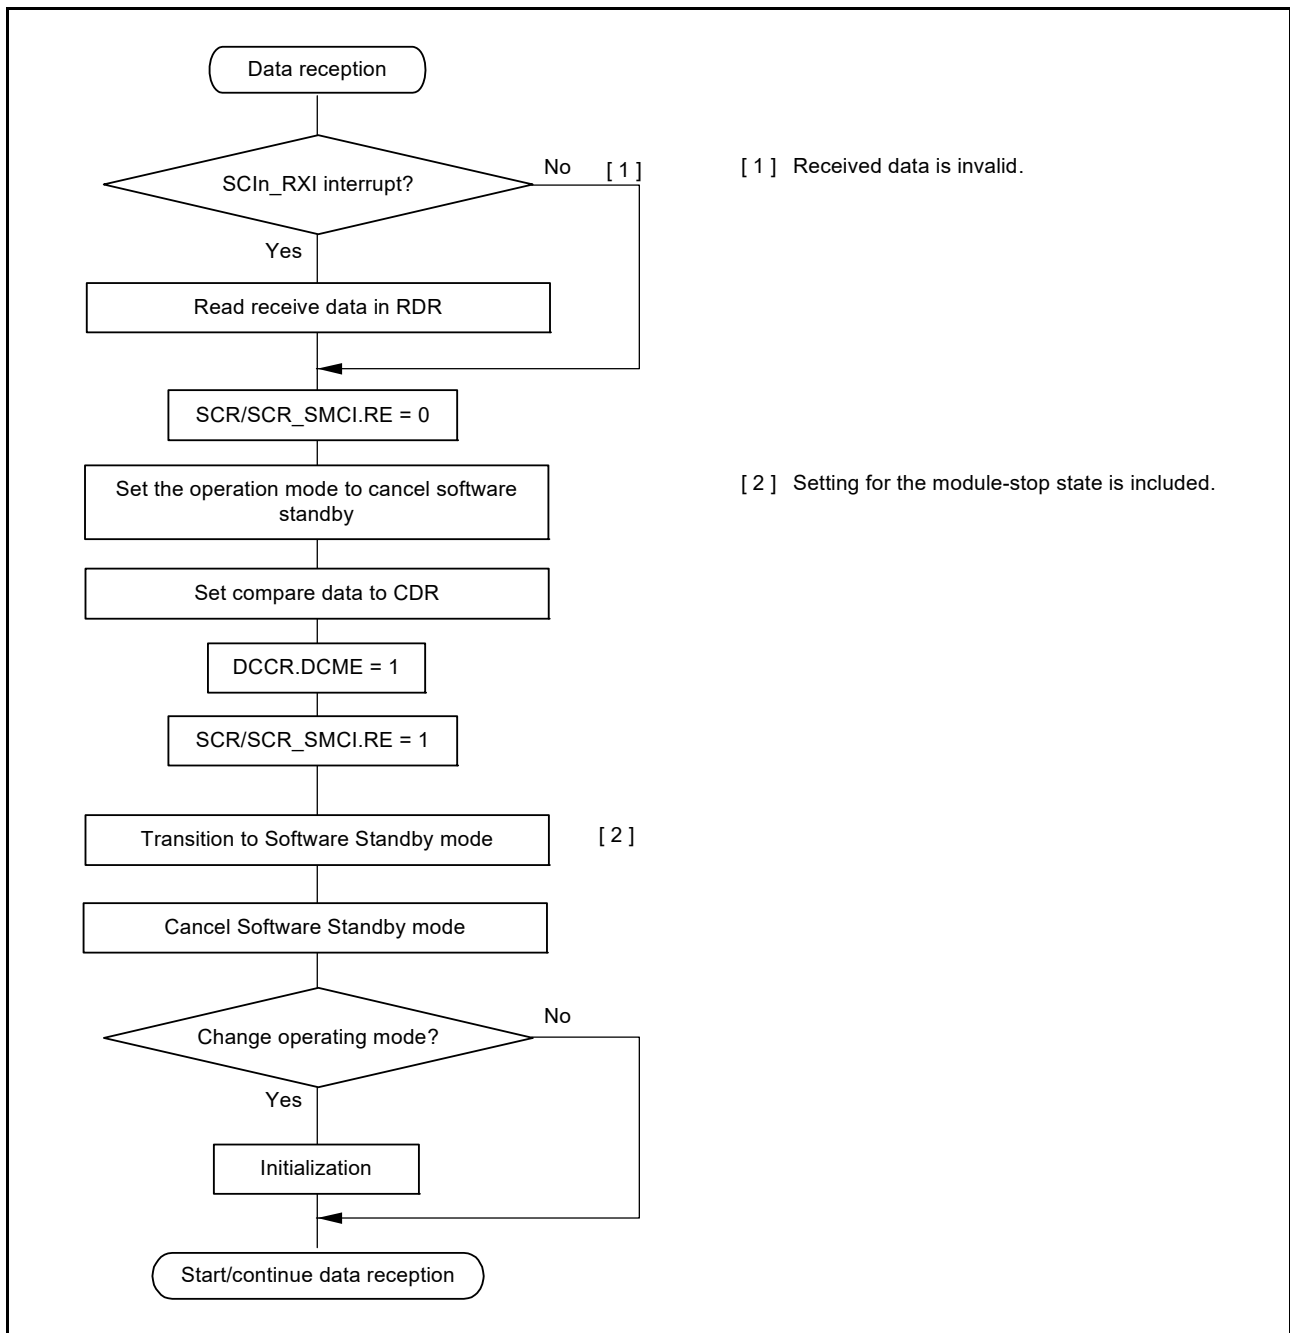 Data reception
SCIn_RXI interrupt?
No
[ 1 ]
[ 1 ] Received data is invalid.
Yes
Read receive data in RDR
SCR/SCR_SMCI.RE = 0
Set the operation mode to cancel software
standby
[ 2 ] Setting for the module-stop state is included.
Set compare data to CDR
DCCR.DCME = 1
SCR/SCR_SMCI.RE = 1
Transition to Software Standby mode
[ 2 ]
Cancel Software Standby mode
Change operating mode?
No
Yes
Initialization
Start/continue data reception